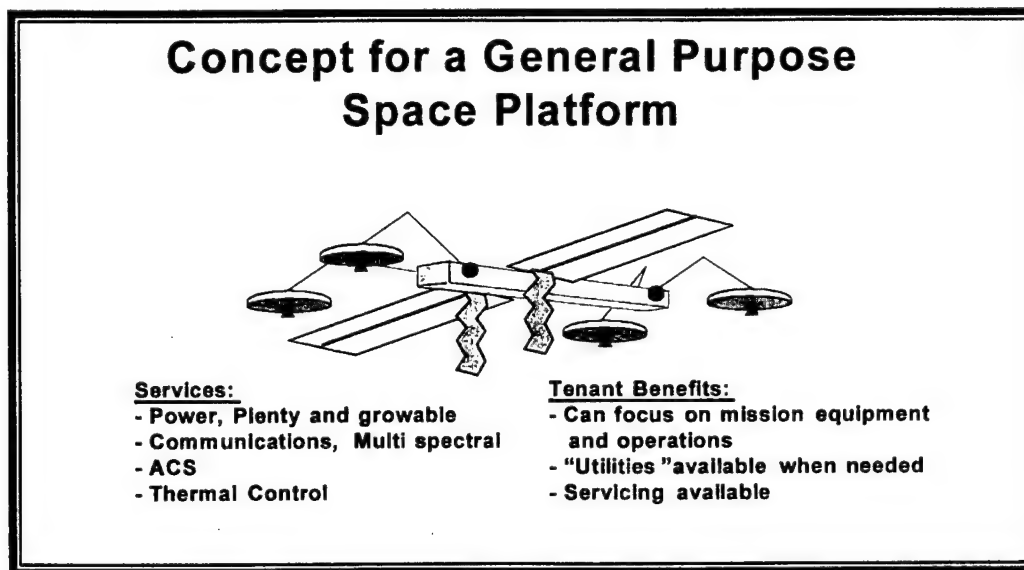 Concept for a General Purpose
Space Platform
Services:
- Power, Plenty and growable
- Communications, Multi spectral
- ACS
- Thermal Control
Tenant Benefits:
- Can focus on mission equipment
and operations
- "Utilities "available when needed
- Servicing available